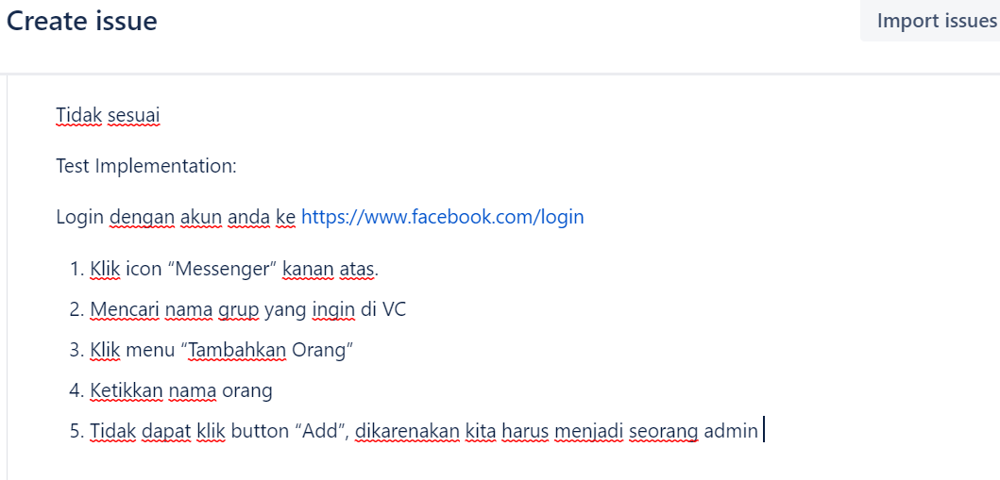 Create issue
Import issues
Tidak sesuai
Test Implementation:
Login dengan akun anda ke https://www.facebook.com/login
1. Klik icon “Messenger” kanan atas.
2. Mencari nama grup yang ingin di VC
3. Klik menu “Tambahkan Orang”
4. Ketikkan nama orang
5. Tidak dapat klik button “Add”, dikarenakan kita harus menjadi seorang admin